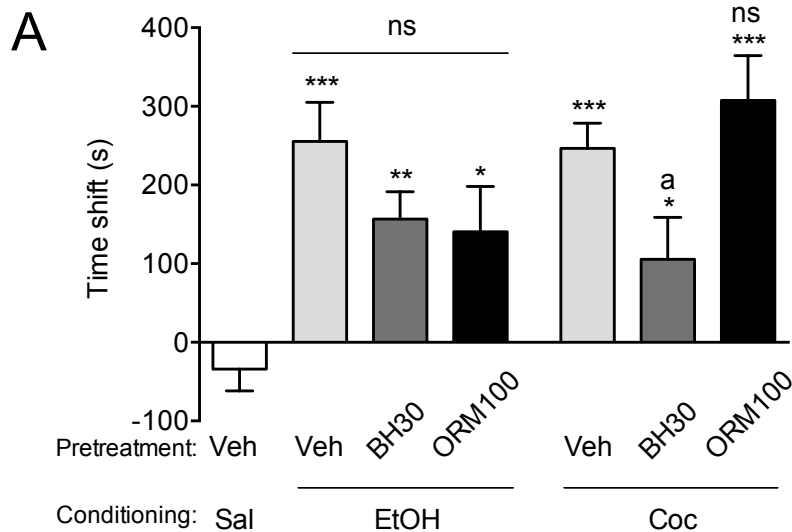 A
400
300
200
100
0
-100
Time shift (s)
ns
ns
***
***
***
**
*
a
*
Pretreatment: Veh Veh BH30 ORM100 Veh BH30 ORM100
Conditioning: Sal EtOH Coc